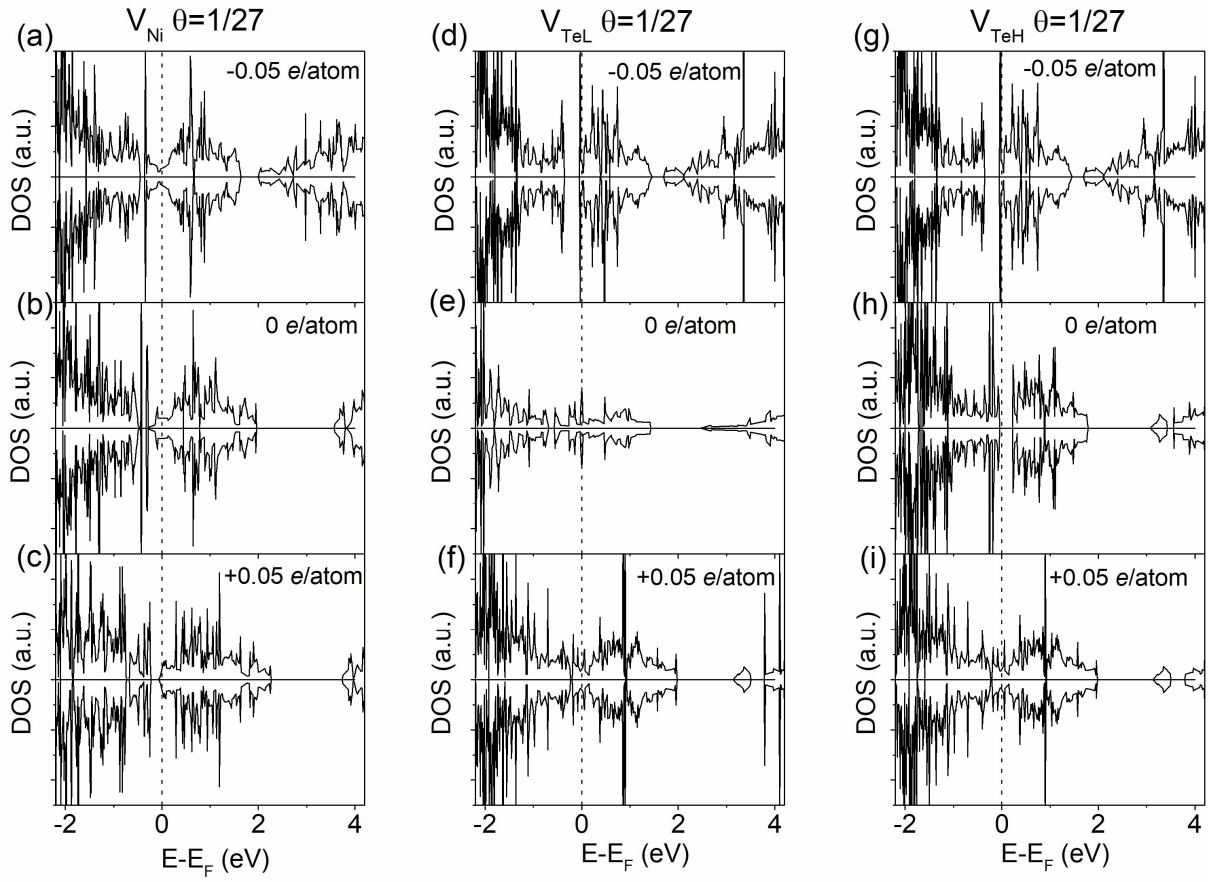 (a) V_Ni θ=1/27
-0.05 e/atom
DOS (a.u.)
(b)
0 e/atom
DOS (a.u.)
(c)
+0.05 e/atom
DOS (a.u.)
-2 0 2 4
E-E_F (eV)
(d) V_TeL θ=1/27
-0.05 e/atom
DOS (a.u.)
(e)
0 e/atom
DOS (a.u.)
(f)
+0.05 e/atom
DOS (a.u.)
-2 0 2 4
E-E_F (eV)
(g) V_TeH θ=1/27
-0.05 e/atom
DOS (a.u.)
(h)
0 e/atom
DOS (a.u.)
(i)
+0.05 e/atom
DOS (a.u.)
-2 0 2 4
E-E_F (eV)